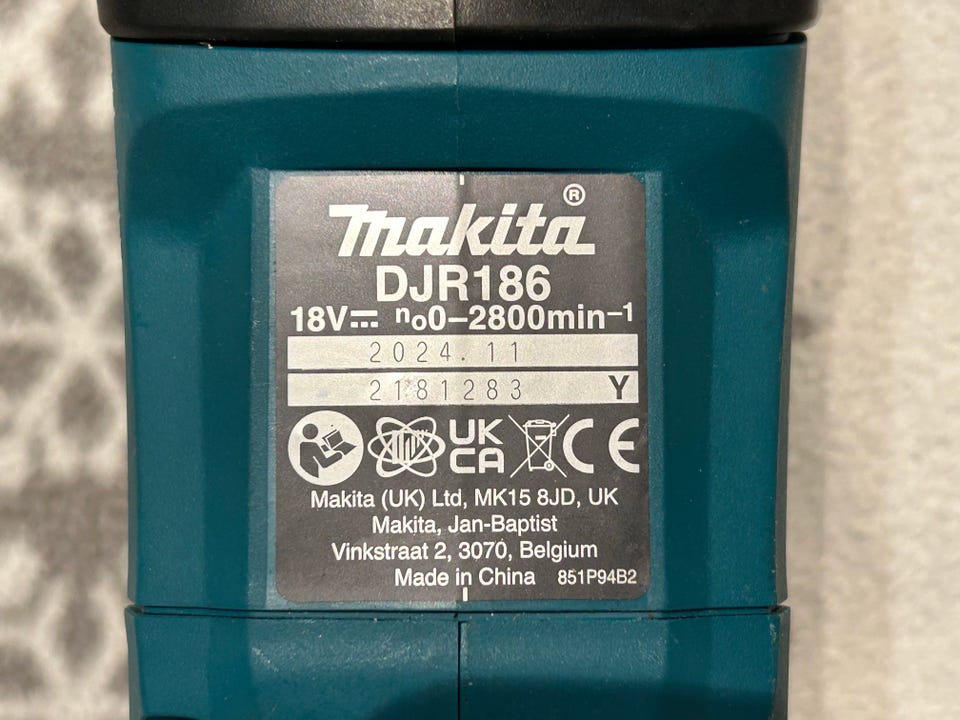 makita®
DJR186
18V⎓ n₀0–2800min⁻¹
2024.11
2181283 Y
UK CA CE
Makita (UK) Ltd, MK15 8JD, UK
Makita, Jan-Baptist
Vinkstraat 2, 3070, Belgium
Made in China 851P94B2